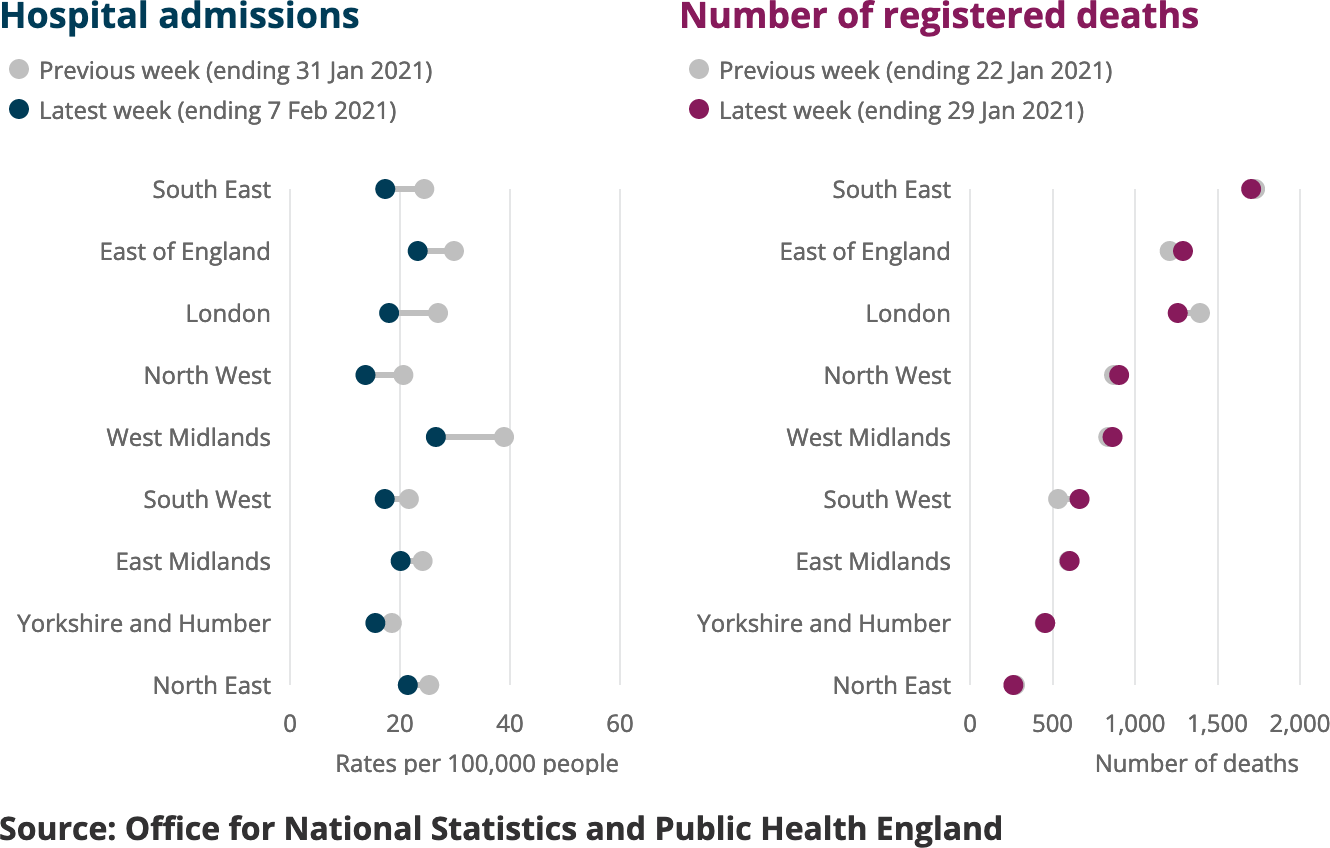 Hospital admissions
Previous week (ending 31 Jan 2021)
Latest week (ending 7 Feb 2021)
South East
East of England
London
North West
West Midlands
South West
East Midlands
Yorkshire and Humber
North East
0 20 40 60
Rates per 100,000 people
Number of registered deaths
Previous week (ending 22 Jan 2021)
Latest week (ending 29 Jan 2021)
South East
East of England
London
North West
West Midlands
South West
East Midlands
Yorkshire and Humber
North East
0 500 1,000 1,500 2,000
Number of deaths
Source: Office for National Statistics and Public Health England